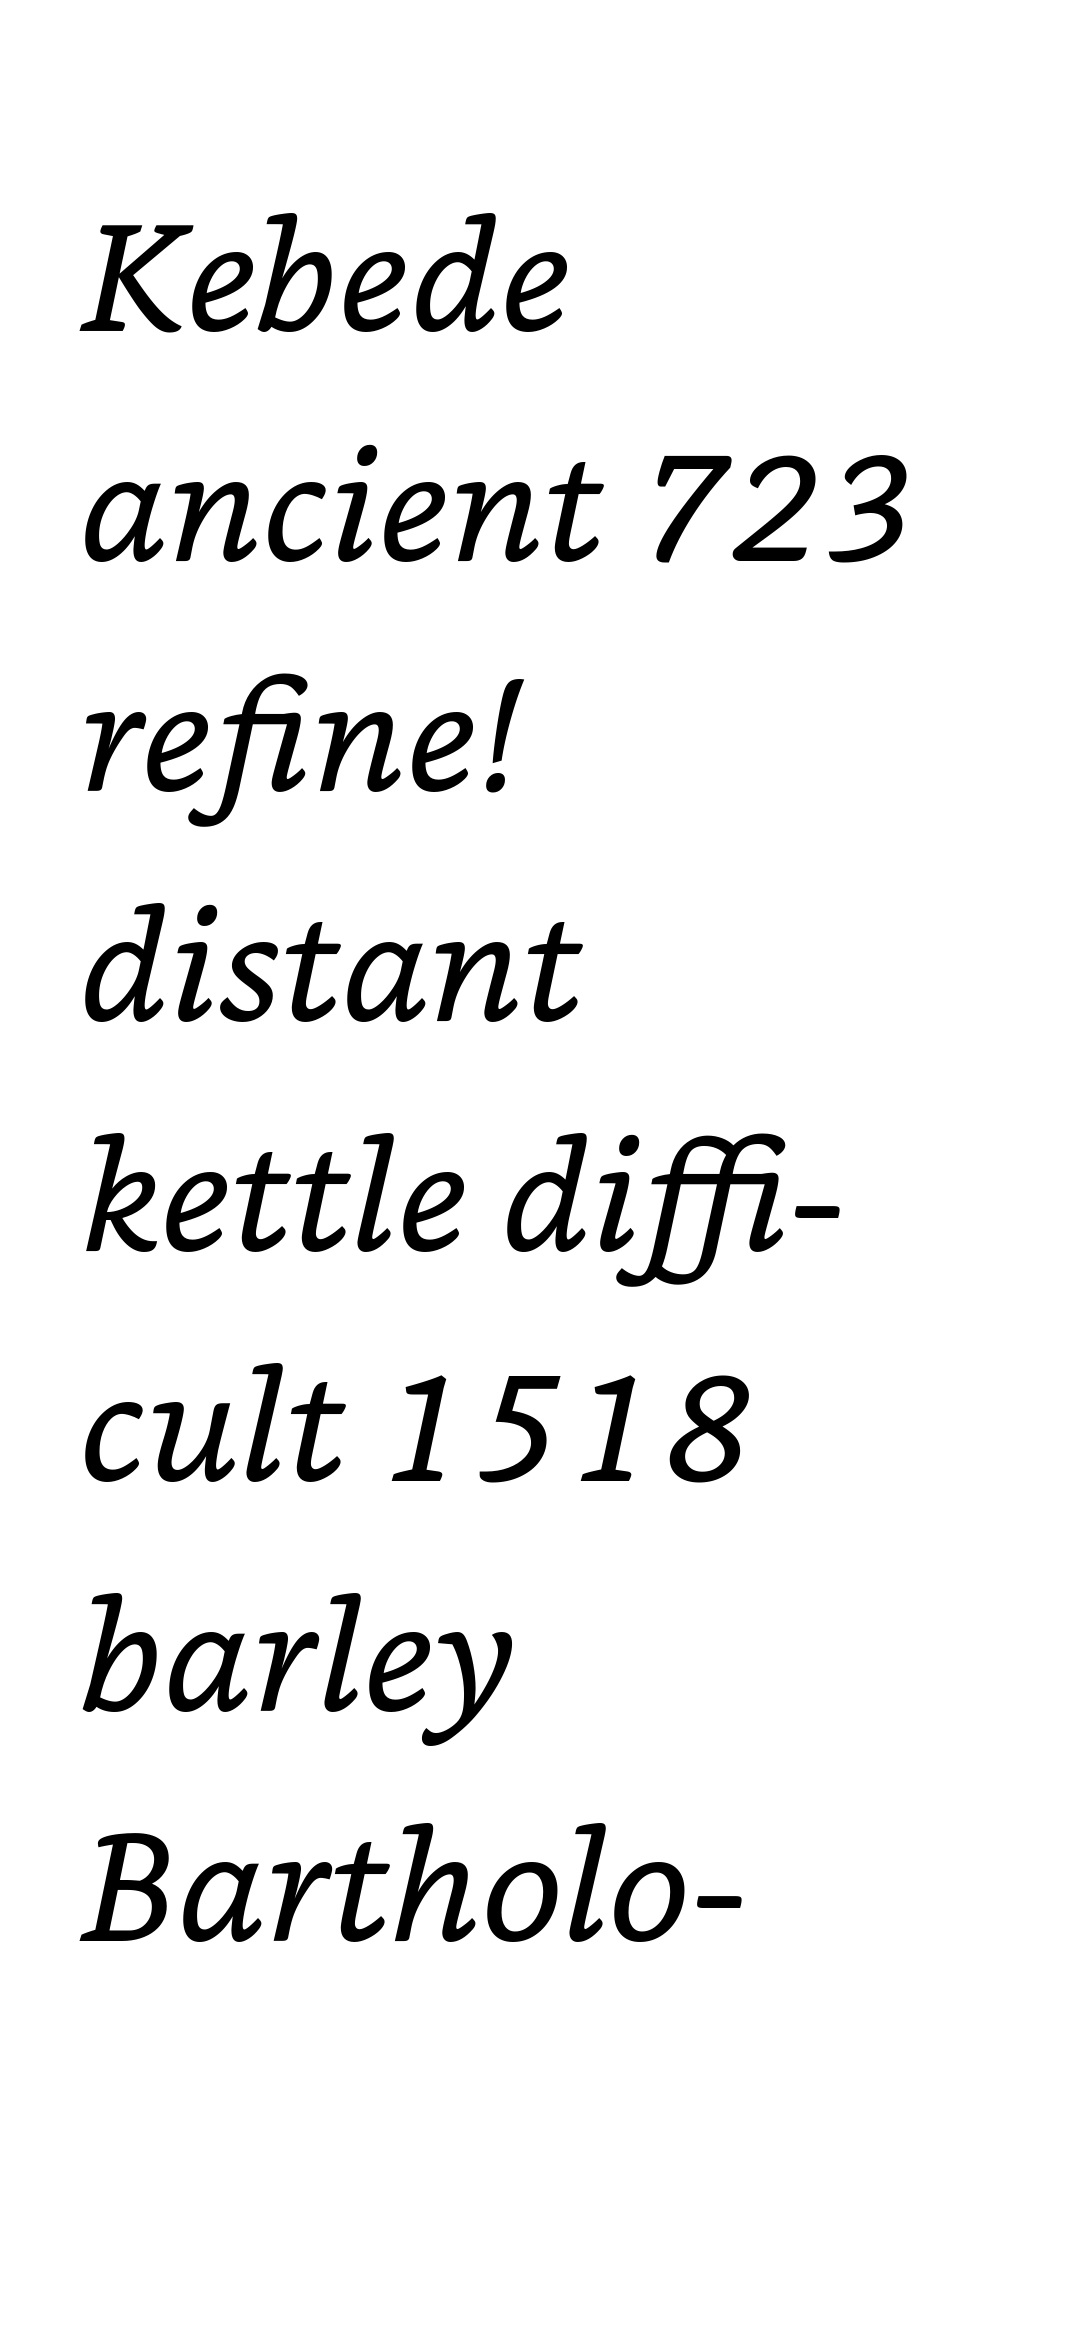 Kebede
ancient 723
refine!
distant
kettle diffi-
cult 1518
barley
Bartholo-